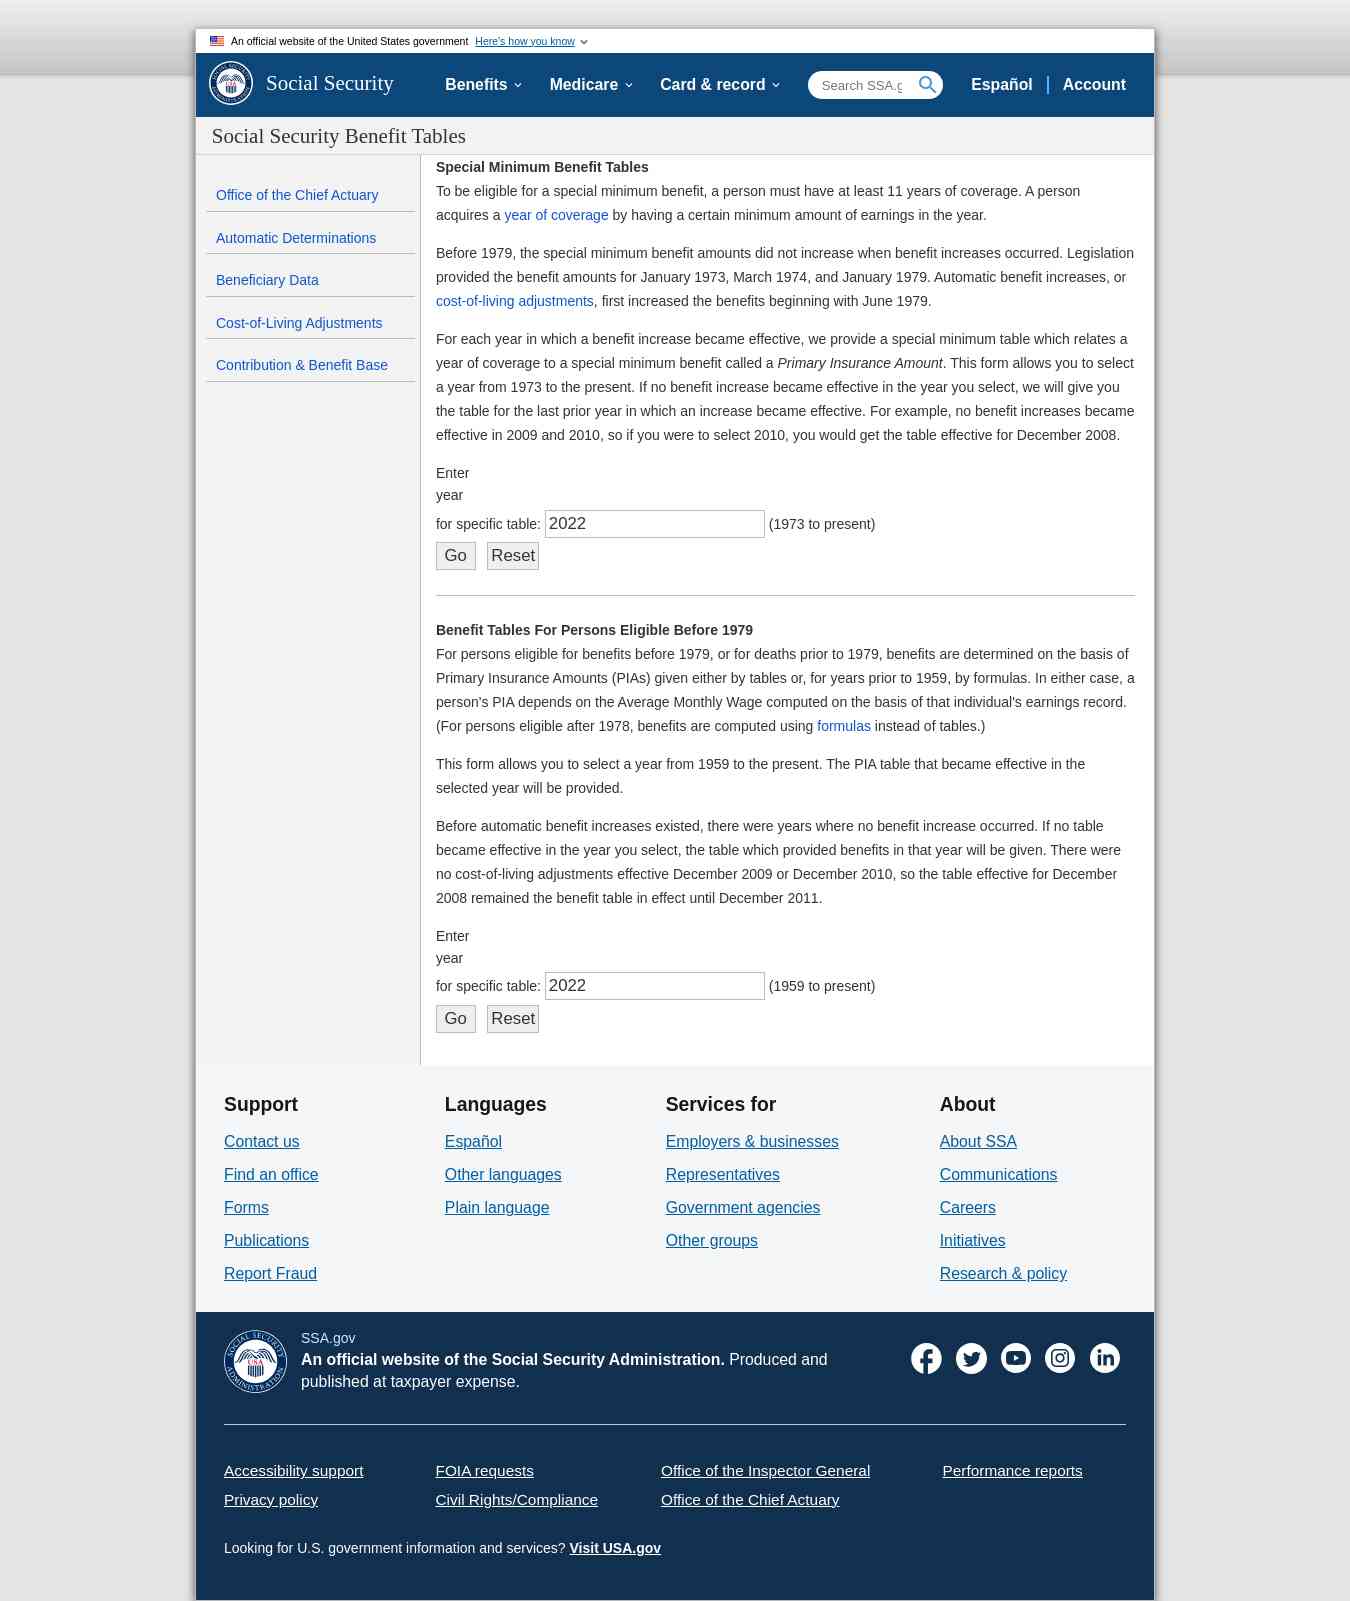 An official website of the United States government Here's how you know
Social Security
Benefits
Medicare
Card & record
Search SSA.g
Español
Account
Social Security Benefit Tables
Office of the Chief Actuary
Automatic Determinations
Beneficiary Data
Cost-of-Living Adjustments
Contribution & Benefit Base
Special Minimum Benefit Tables
To be eligible for a special minimum benefit, a person must have at least 11 years of coverage. A person
acquires a year of coverage by having a certain minimum amount of earnings in the year.
Before 1979, the special minimum benefit amounts did not increase when benefit increases occurred. Legislation
provided the benefit amounts for January 1973, March 1974, and January 1979. Automatic benefit increases, or
cost-of-living adjustments, first increased the benefits beginning with June 1979.
For each year in which a benefit increase became effective, we provide a special minimum table which relates a
year of coverage to a special minimum benefit called a Primary Insurance Amount. This form allows you to select
a year from 1973 to the present. If no benefit increase became effective in the year you select, we will give you
the table for the last prior year in which an increase became effective. For example, no benefit increases became
effective in 2009 and 2010, so if you were to select 2010, you would get the table effective for December 2008.
Enter
year
for specific table: 2022 (1973 to present)
Go Reset
Benefit Tables For Persons Eligible Before 1979
For persons eligible for benefits before 1979, or for deaths prior to 1979, benefits are determined on the basis of
Primary Insurance Amounts (PIAs) given either by tables or, for years prior to 1959, by formulas. In either case, a
person's PIA depends on the Average Monthly Wage computed on the basis of that individual's earnings record.
(For persons eligible after 1978, benefits are computed using formulas instead of tables.)
This form allows you to select a year from 1959 to the present. The PIA table that became effective in the
selected year will be provided.
Before automatic benefit increases existed, there were years where no benefit increase occurred. If no table
became effective in the year you select, the table which provided benefits in that year will be given. There were
no cost-of-living adjustments effective December 2009 or December 2010, so the table effective for December
2008 remained the benefit table in effect until December 2011.
Enter
year
for specific table: 2022 (1959 to present)
Go Reset
Support
Contact us
Find an office
Forms
Publications
Report Fraud
Languages
Español
Other languages
Plain language
Services for
Employers & businesses
Representatives
Government agencies
Other groups
About
About SSA
Communications
Careers
Initiatives
Research & policy
SOCIAL SECURITY
USA
ADMINISTRATION
SSA.gov
An official website of the Social Security Administration. Produced and
published at taxpayer expense.
Accessibility support
FOIA requests
Office of the Inspector General
Performance reports
Privacy policy
Civil Rights/Compliance
Office of the Chief Actuary
Looking for U.S. government information and services? Visit USA.gov